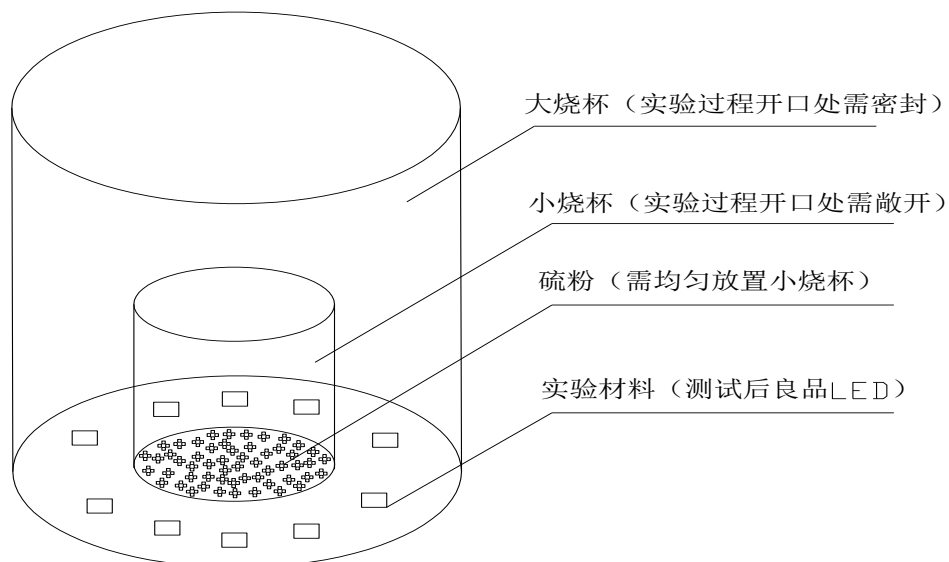 大烧杯（实验过程开口处需密封）
小烧杯（实验过程开口处需敞开）
硫粉（需均匀放置小烧杯）
实验材料（测试后良品LED）